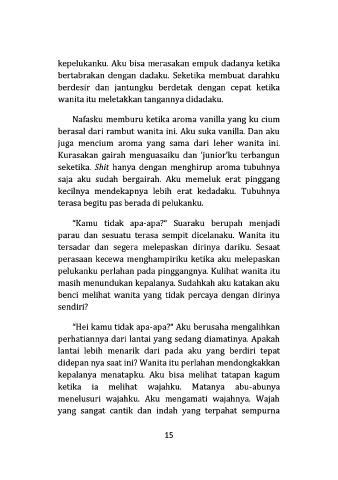 kepelukanku. Aku bisa merasakan empuk dadanya ketika
bertabrakan dengan dadaku. Seketika membuat darahku
berdesir dan jantungku berdetak dengan cepat ketika
wanita itu meletakkan tangannya didadaku.
Nafasku memburu ketika aroma vanilla yang ku cium
berasal dari rambut wanita ini. Aku suka vanilla. Dan aku
juga mencium aroma yang sama dari leher wanita ini.
Kurasakan gairah menguasaiku dan 'junior'ku terbangun
seketika. Shit hanya dengan menghirup aroma tubuhnya
saja aku sudah bergairah. Aku memeluk erat pinggang
kecilnya mendekapnya lebih erat kedadaku. Tubuhnya
terasa begitu pas berada di pelukanku.
"Kamu tidak apa-apa?" Suaraku berupah menjadi
parau dan sesuatu terasa sempit dicelanaku. Wanita itu
tersadar dan segera melepaskan dirinya dariku. Sesaat
perasaan kecewa menghampiriku ketika aku melepaskan
pelukanku perlahan pada pinggangnya. Kulihat wanita itu
masih menundukan kepalanya. Sudahkah aku katakan aku
benci melihat wanita yang tidak percaya dengan dirinya
sendiri?
"Hei kamu tidak apa-apa?" Aku berusaha mengalihkan
perhatiannya dari lantai yang sedang diamatinya. Apakah
lantai lebih menarik dari pada aku yang berdiri tepat
didepan nya saat ini? Wanita itu perlahan mendongkakkan
kepalanya menatapku. Aku bisa melihat tatapan kagum
ketika ia melihat wajahku. Matanya abu-abunya
menelusuri wajahku. Aku mengamati wajahnya. Wajah
yang sangat cantik dan indah yang terpahat sempurna
15